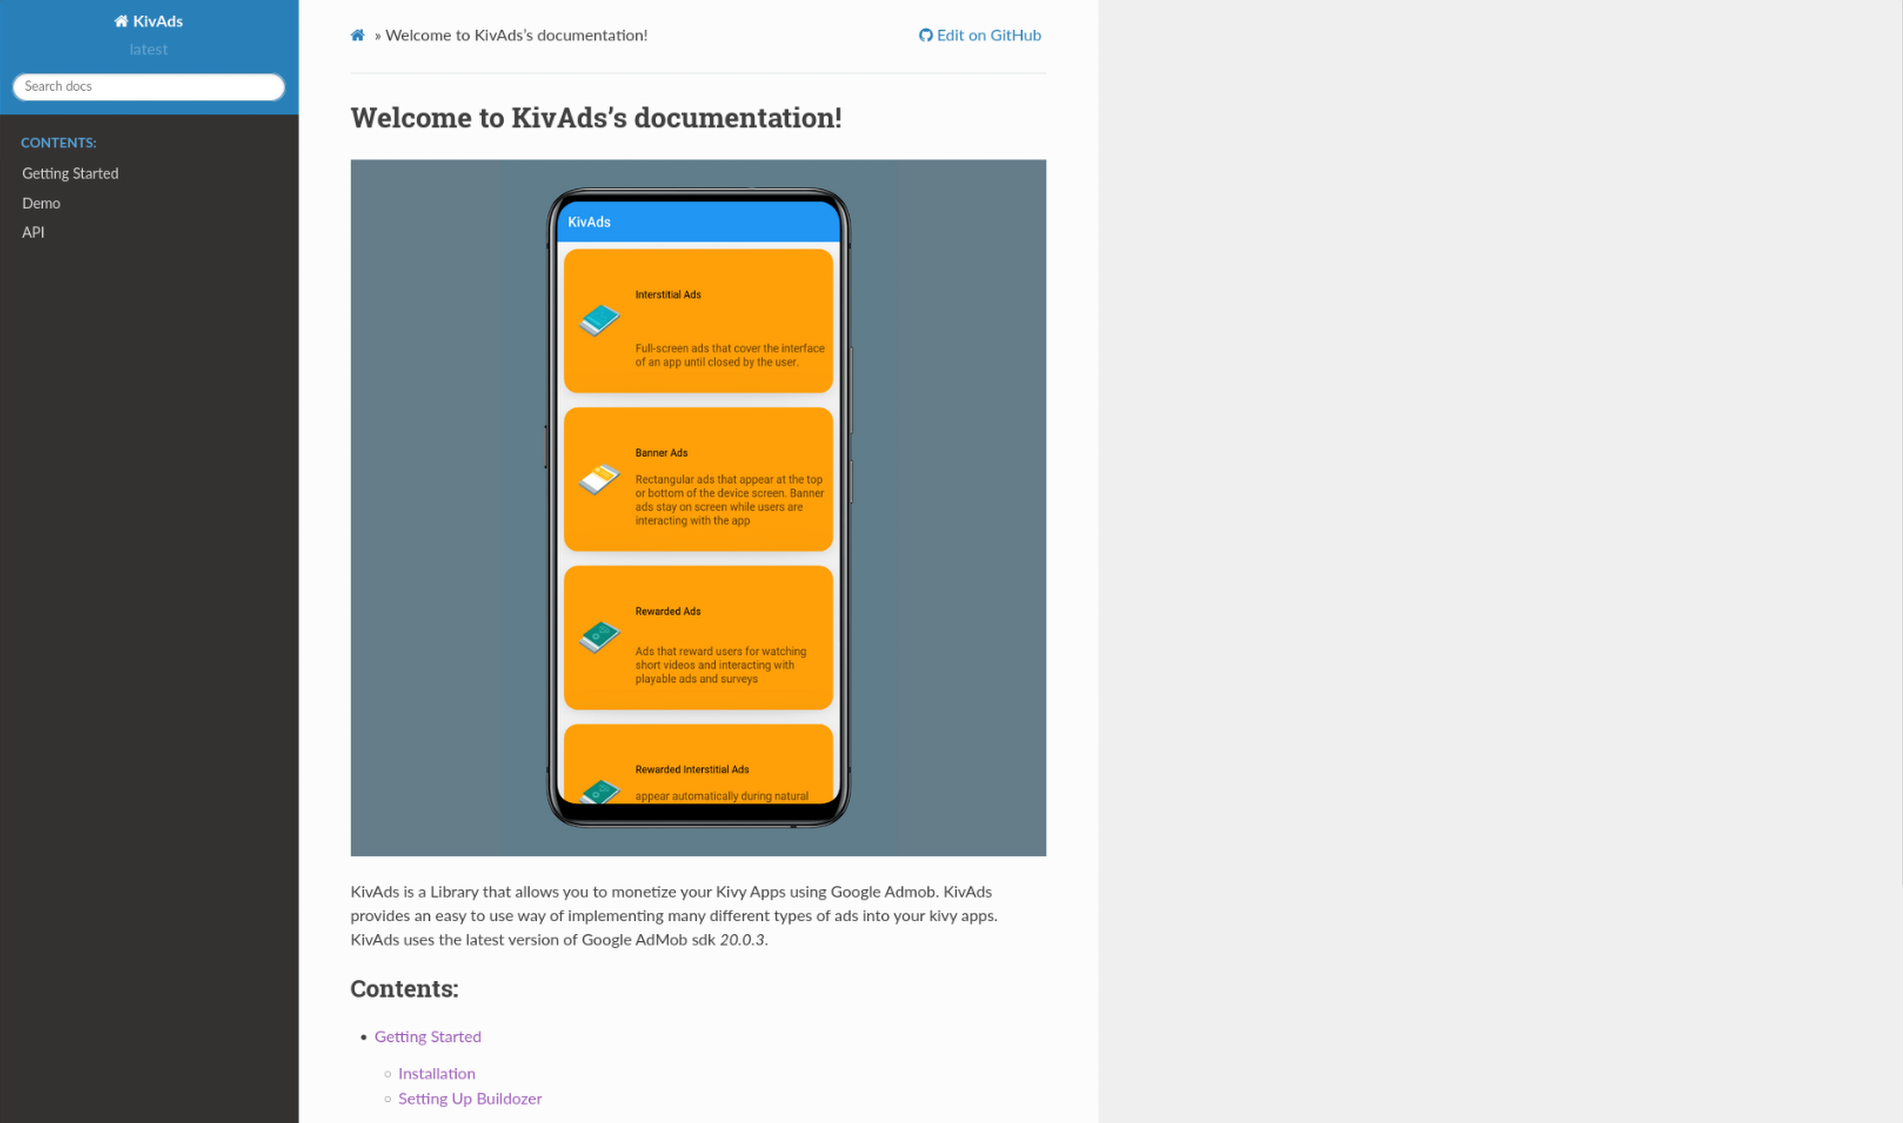 KivAds
latest
Search docs
CONTENTS:
Getting Started
Demo
API
» Welcome to KivAds’s documentation!
Edit on GitHub
Welcome to KivAds’s documentation!
KivAds
Interstitial Ads
Full-screen ads that cover the interface
of an app until closed by the user.
Banner Ads
Rectangular ads that appear at the top
or bottom of the device screen. Banner
ads stay on screen while users are
interacting with the app
Rewarded Ads
Ads that reward users for watching
short videos and interacting with
playable ads and surveys
Rewarded Interstitial Ads
appear automatically during natural
KivAds is a Library that allows you to monetize your Kivy Apps using Google Admob. KivAds
provides an easy to use way of implementing many different types of ads into your kivy apps.
KivAds uses the latest version of Google AdMob sdk 20.0.3.
Contents:
• Getting Started
○ Installation
○ Setting Up Buildozer